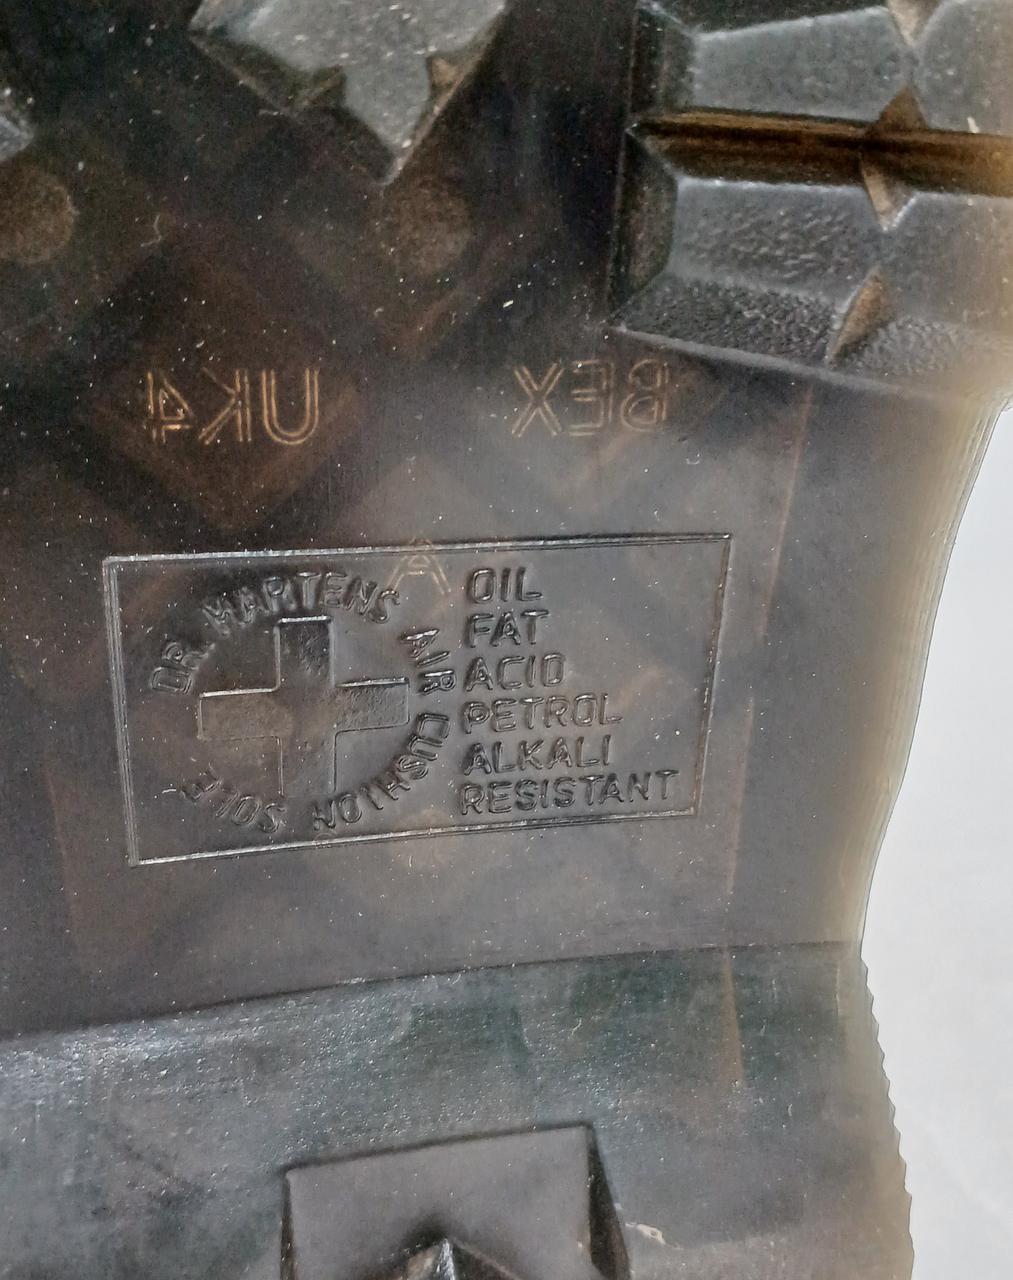 UK4 BEX
A
DR. MARTENS AIR CUSHION SOLE
OIL
FAT
ACID
PETROL
ALKALI
RESISTANT